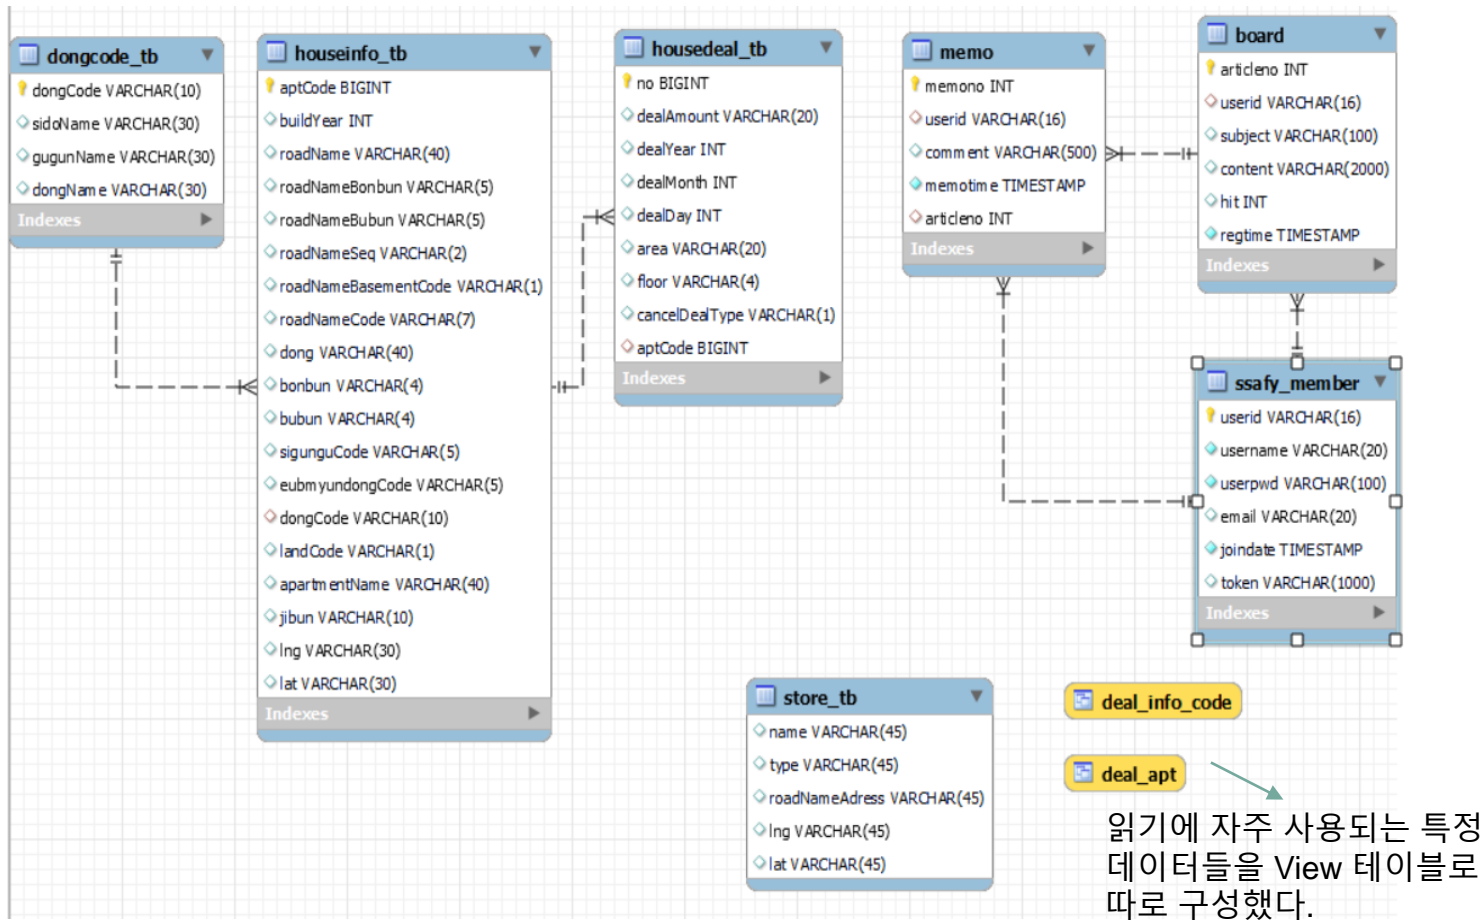 dongcode_tb
dongCode VARCHAR(10)
sidoName VARCHAR(30)
gugunName VARCHAR(30)
dongName VARCHAR(30)
Indexes
houseinfo_tb
aptCode BIGINT
buildYear INT
roadName VARCHAR(40)
roadNameBonbun VARCHAR(5)
roadNameBubun VARCHAR(5)
roadNameSeq VARCHAR(2)
roadNameBasementCode VARCHAR(1)
roadNameCode VARCHAR(7)
dong VARCHAR(40)
bonbun VARCHAR(4)
bubun VARCHAR(4)
sigunguCode VARCHAR(5)
eubmyundongCode VARCHAR(5)
dongCode VARCHAR(10)
landCode VARCHAR(1)
apartmentName VARCHAR(40)
jibun VARCHAR(10)
lng VARCHAR(30)
lat VARCHAR(30)
Indexes
housedeal_tb
no BIGINT
dealAmount VARCHAR(20)
dealYear INT
dealMonth INT
dealDay INT
area VARCHAR(20)
floor VARCHAR(4)
cancelDealType VARCHAR(1)
aptCode BIGINT
Indexes
memo
memono INT
userid VARCHAR(16)
comment VARCHAR(500)
memotime TIMESTAMP
articleno INT
Indexes
board
articleno INT
userid VARCHAR(16)
subject VARCHAR(100)
content VARCHAR(2000)
hit INT
regtime TIMESTAMP
Indexes
ssafy_member
userid VARCHAR(16)
username VARCHAR(20)
userpwd VARCHAR(100)
email VARCHAR(20)
joindate TIMESTAMP
token VARCHAR(1000)
Indexes
store_tb
name VARCHAR(45)
type VARCHAR(45)
roadNameAdress VARCHAR(45)
lng VARCHAR(45)
lat VARCHAR(45)
deal_info_code
deal_apt
읽기에 자주 사용되는 특정
데이터들을 View 테이블로
따로 구성했다.